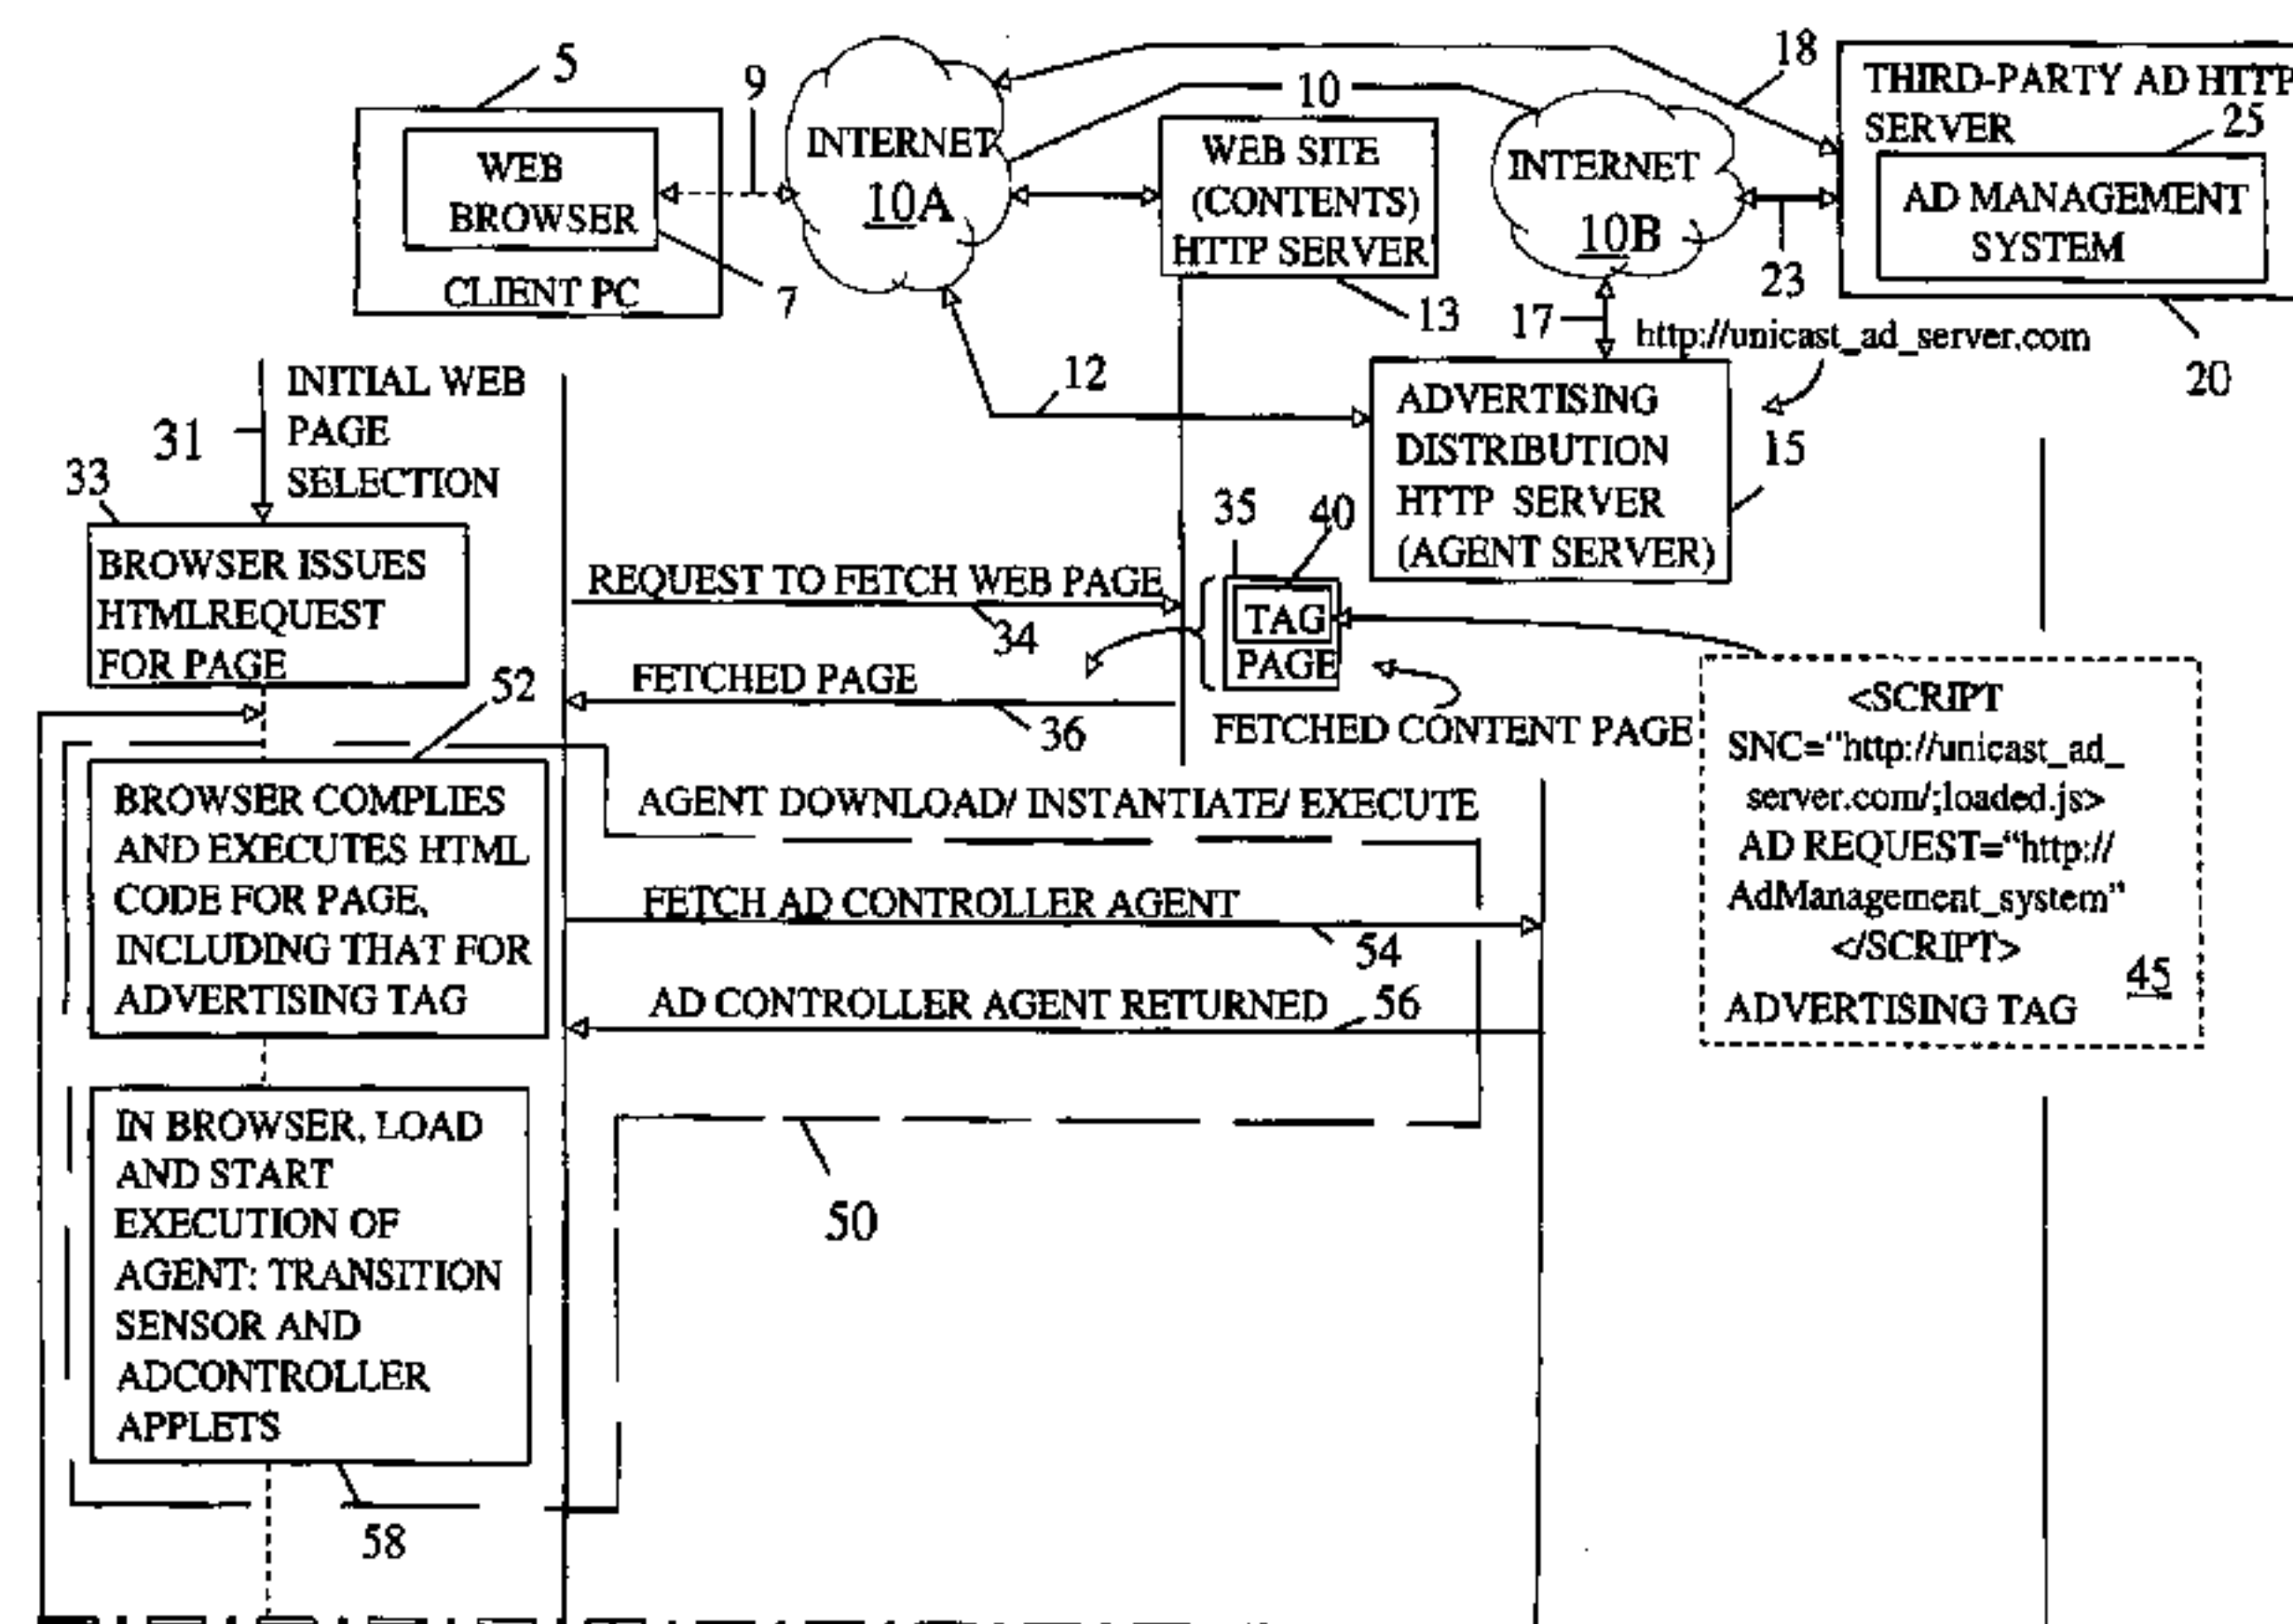 5
9
18
THIRD-PARTY AD HTTP
SERVER
25
AD MANAGEMENT
SYSTEM
WEB
BROWSER
CLIENT PC
7
INTERNET
10A
10
WEB SITE
(CONTENTS)
HTTP SERVER
13
INTERNET
10B
23
17
http://unicast_ad_server.com
20
INITIAL WEB
PAGE
SELECTION
31
12
ADVERTISING
DISTRIBUTION
HTTP SERVER
(AGENT SERVER)
15
33
BROWSER ISSUES
HTMLREQUEST
FOR PAGE
35
40
REQUEST TO FETCH WEB PAGE
34
TAG
PAGE
FETCHED PAGE
36
FETCHED CONTENT PAGE
52
<SCRIPT
SNC="http://unicast_ad_
server.com/;loaded.js>
AD REQUEST="http://
AdManagement_system"
</SCRIPT>
45
ADVERTISING TAG
BROWSER COMPLIES
AND EXECUTES HTML
CODE FOR PAGE,
INCLUDING THAT FOR
ADVERTISING TAG
AGENT DOWNLOAD/ INSTANTIATE/ EXECUTE
FETCH AD CONTROLLER AGENT
54
AD CONTROLLER AGENT RETURNED
56
IN BROWSER, LOAD
AND START
EXECUTION OF
AGENT: TRANSITION
SENSOR AND
ADCONTROLLER
APPLETS
50
58